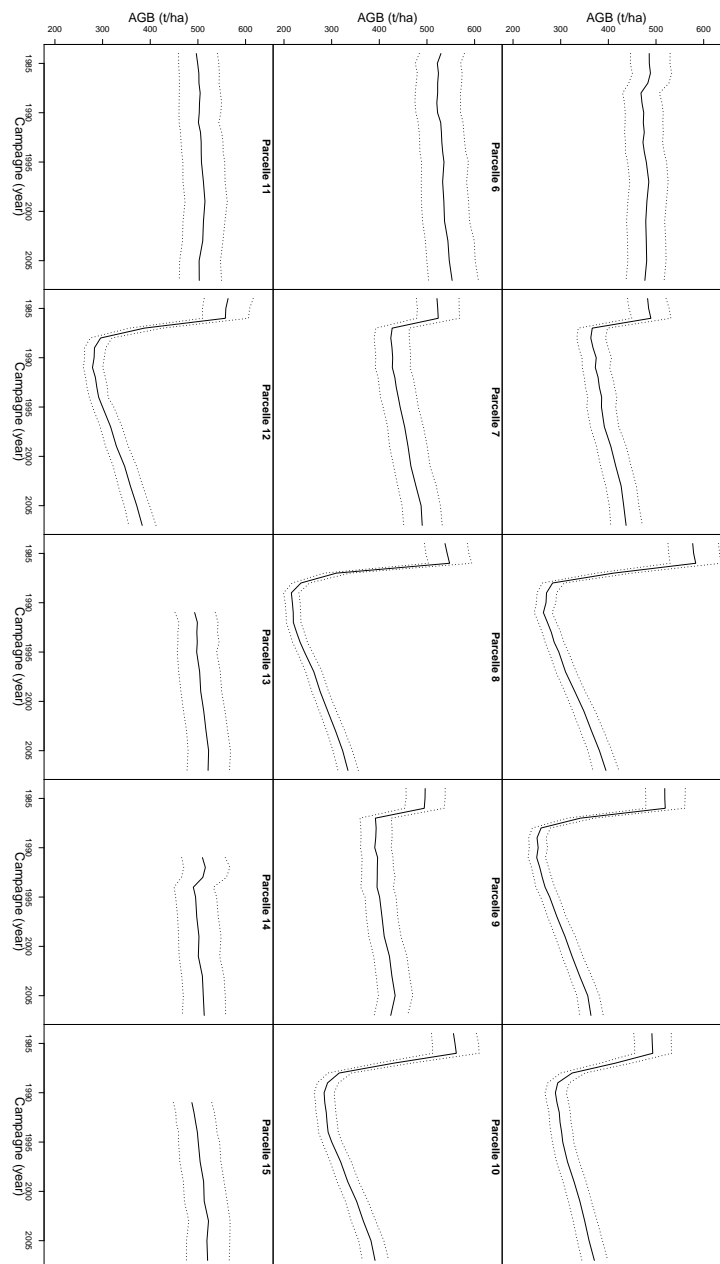 AGB (t/ha)
200
300
400
500
600
Parcelle 6
Parcelle 7
Parcelle 8
Parcelle 9
Parcelle 10
AGB (t/ha)
200
300
400
500
600
Parcelle 11
Parcelle 12
Parcelle 13
Parcelle 14
Parcelle 15
AGB (t/ha)
200
300
400
500
600
1985 1990 1995 2000 2005
Campagne (year)
1985 1990 1995 2000 2005
Campagne (year)
1985 1990 1995 2000 2005
Campagne (year)
1985 1990 1995 2000 2005
Campagne (year)
1985 1990 1995 2000 2005
Campagne (year)